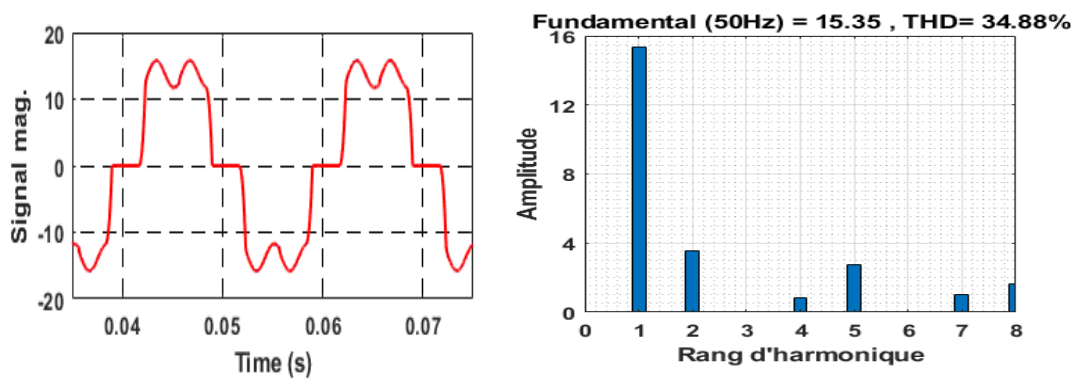 20
10
0
-10
-20
Signal mag.
0.04 0.05 0.06 0.07
Time (s)
Fundamental (50Hz) = 15.35 , THD= 34.88%
16
12
8
4
0
Amplitude
0 1 2 3 4 5 6 7 8
Rang d'harmonique